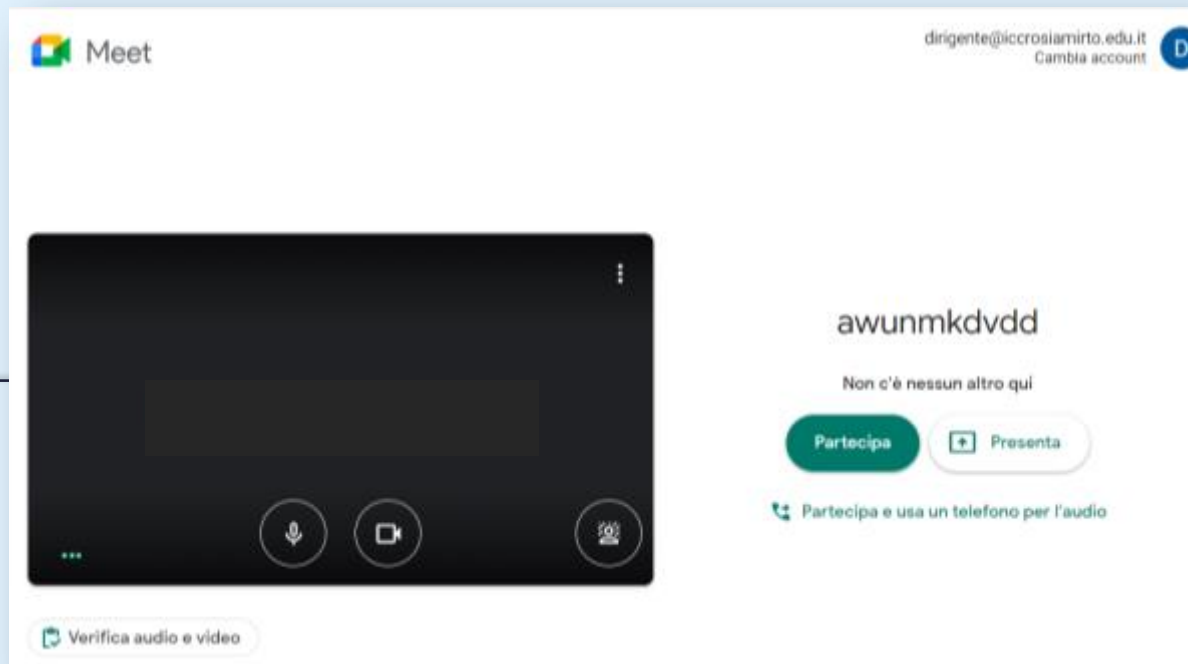 Meet
dirigente@iccrosiamirto.edu.it
Cambia account
D
awunmkdvdd
Non c'è nessun altro qui
Partecipa
Presenta
Partecipa e usa un telefono per l'audio
Verifica audio e video